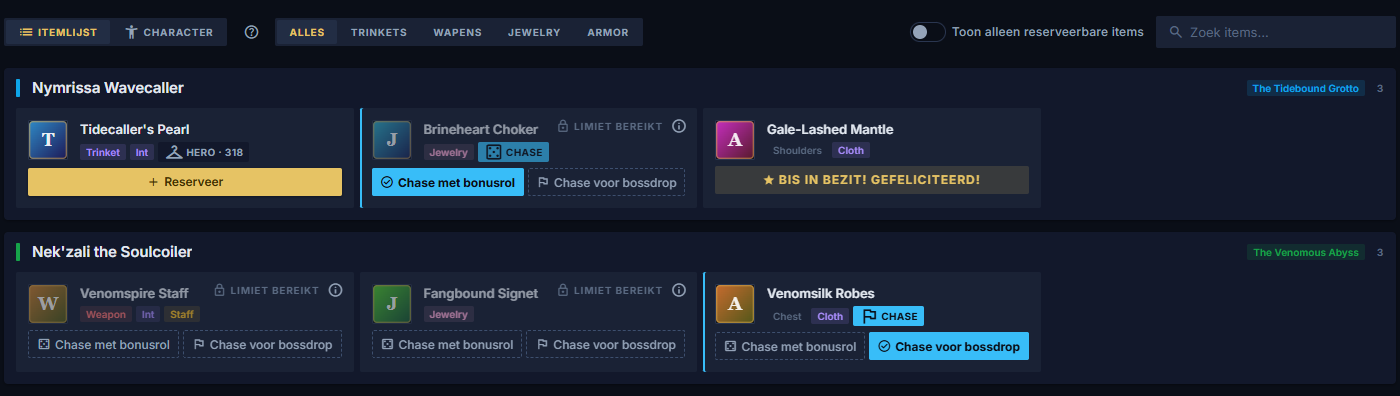 ITEMLIJST CHARACTER ALLES TRINKETS WAPENS JEWELRY ARMOR Toon alleen reserveerbare items Zoek items...
Nymrissa Wavecaller The Tidebound Grotto 3
T Tidecaller's Pearl
Trinket Int HERO · 318
+ Reserveer
J Brineheart Choker LIMIET BEREIKT
Jewelry CHASE
Chase met bonusrol Chase voor bossdrop
A Gale-Lashed Mantle
Shoulders Cloth
BIS IN BEZIT! GEFELICITEERD!
Nek'zali the Soulcoiler The Venomous Abyss 3
W Venomspire Staff LIMIET BEREIKT
Weapon Int Staff
Chase met bonusrol Chase voor bossdrop
J Fangbound Signet LIMIET BEREIKT
Jewelry
Chase met bonusrol Chase voor bossdrop
A Venomsilk Robes
Chest Cloth CHASE
Chase met bonusrol Chase voor bossdrop